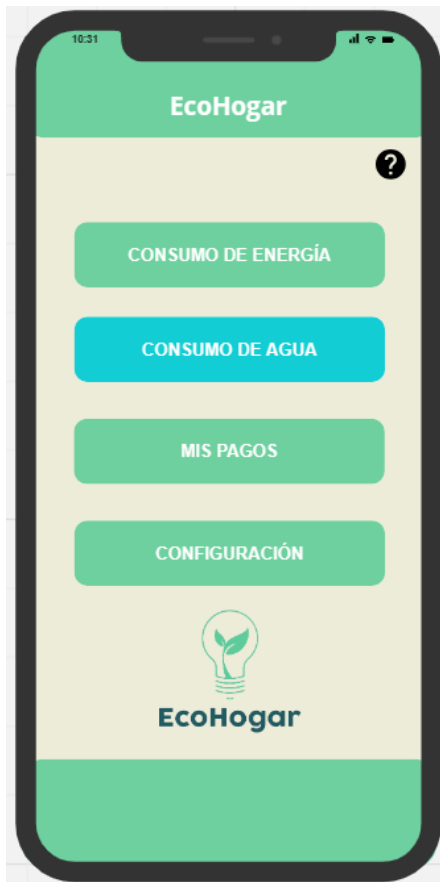 10:31
EcoHogar
?
CONSUMO DE ENERGÍA
CONSUMO DE AGUA
MIS PAGOS
CONFIGURACIÓN
EcoHogar